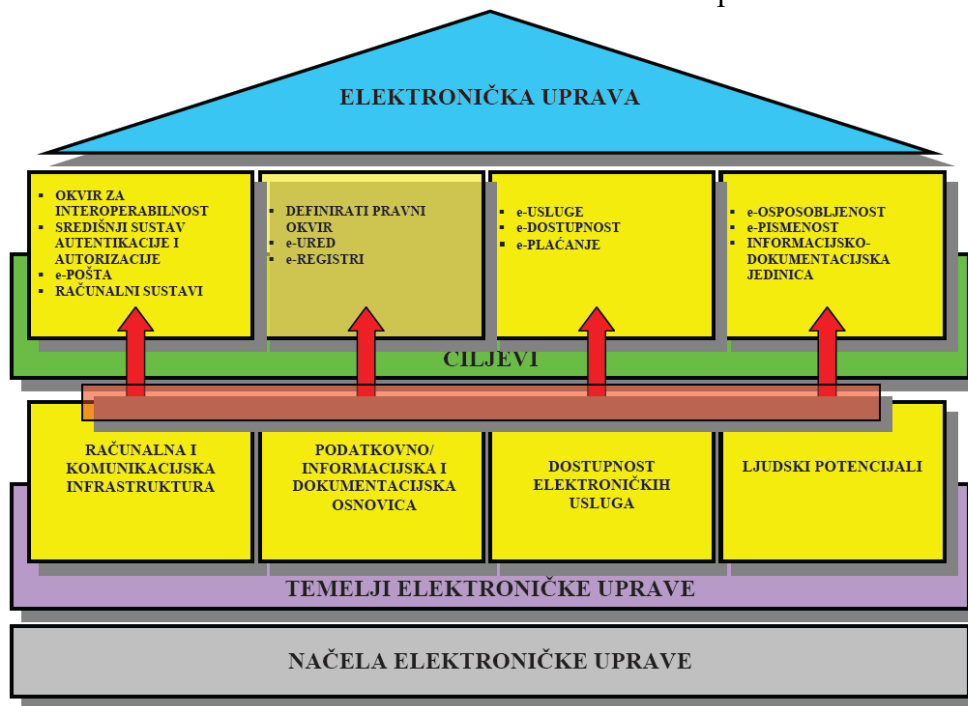 ELEKTRONIČKA UPRAVA
▪ OKVIR ZA
INTEROPERABILNOST
▪ SREDIŠNJI SUSTAV
AUTENTIKACIJE I
AUTORIZACIJE
▪ e-POŠTA
▪ RAČUNALNI SUSTAVI
▪ DEFINIRATI PRAVNI
OKVIR
▪ e-URED
▪ e-REGISTRI
▪ e-USLUGE
▪ e-DOSTUPNOST
▪ e-PLAĆANJE
▪ e-OSPOSOBLJENOST
▪ e-PISMENOST
▪ INFORMACIJSKO-
DOKUMENTACIJSKA
JEDINICA
CILJEVI
RAČUNALNA I
KOMUNIKACIJSKA
INFRASTRUKTURA
PODATKOVNO/
INFORMACIJSKA I
DOKUMENTACIJSKA
OSNOVICA
DOSTUPNOST
ELEKTRONIČKIH
USLUGA
LJUDSKI POTENCIJALI
TEMELJI ELEKTRONIČKE UPRAVE
NAČELA ELEKTRONIČKE UPRAVE